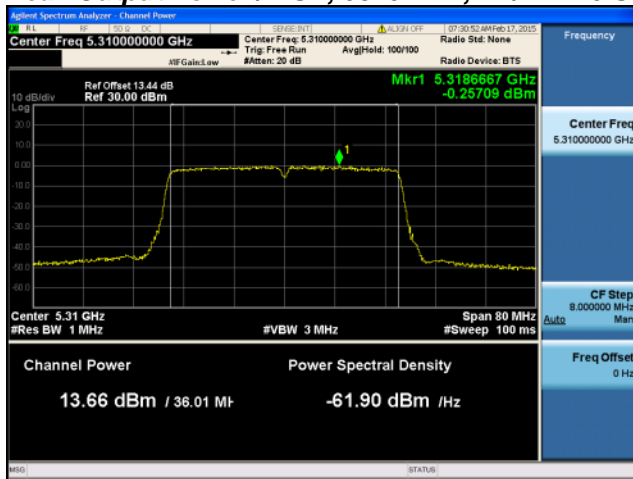 Agilent Spectrum Analyzer - Channel Power
RL RF 50 Ω DC SENSE:INT ALIGN OFF 07:30:52 AM Feb 17, 2015
Center Freq 5.310000000 GHz
Center Freq: 5.310000000 GHz
Radio Std: None
Trig: Free Run Avg|Hold: 100/100
#IFGain:Low #Atten: 20 dB Radio Device: BTS
Frequency
Mkr1 5.3186667 GHz
-0.25709 dBm
Ref Offset 13.44 dB
10 dB/div Ref 30.00 dBm
Log
20.0
10.0
0.00
-10.0
-20.0
-30.0
-40.0
-50.0
-60.0
1
Center 5.31 GHz Span 80 MHz
#Res BW 1 MHz #VBW 3 MHz #Sweep 100 ms
Channel Power Power Spectral Density
13.66 dBm / 36.01 MH -61.90 dBm /Hz
Center Freq
5.310000000 GHz
CF Step
8.000000 MHz
Auto Man
Freq Offset
0 Hz
MSG STATUS